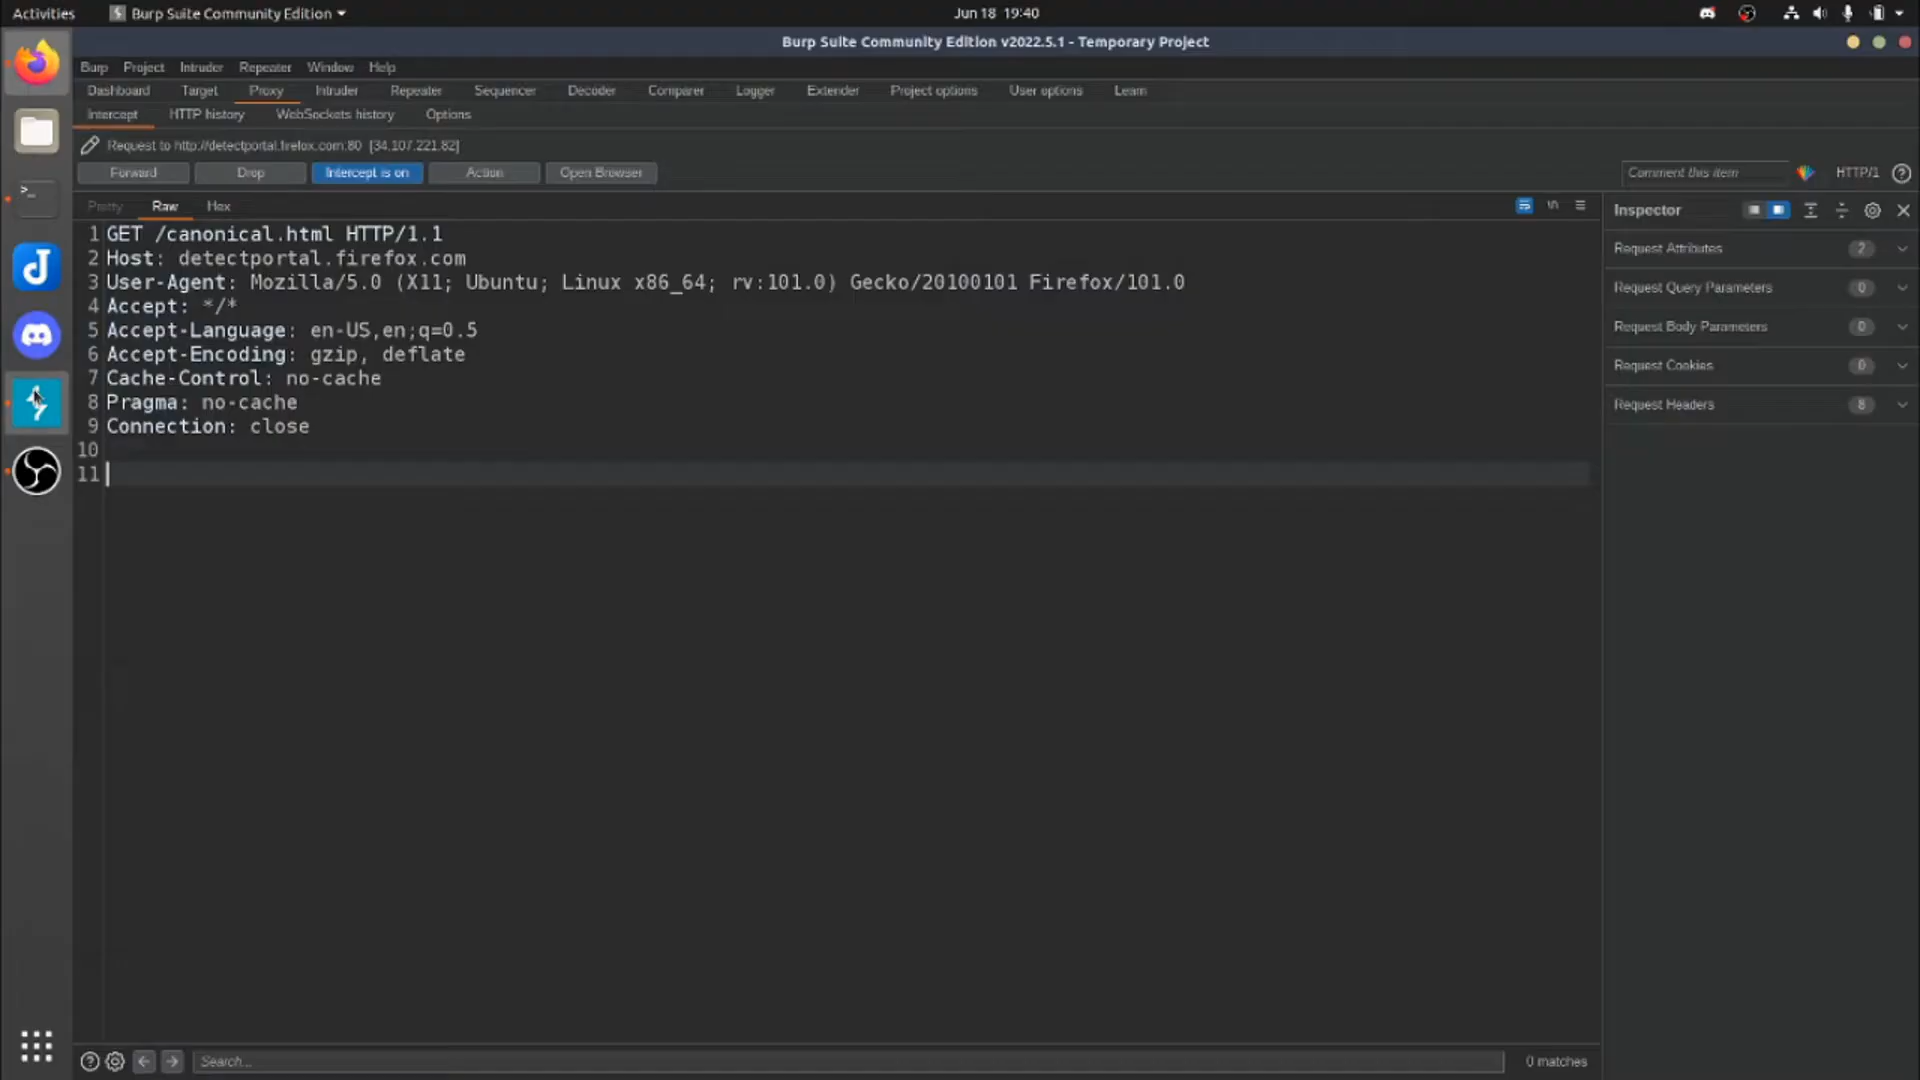 Activities
Burp Suite Community Edition
Jun 18 19:40
Burp Suite Community Edition v2022.5.1 - Temporary Project
Burp Project Intruder Repeater Window Help
Dashboard Target Proxy Intruder Repeater Sequencer Decoder Comparer Logger Extender Project options User options Learn
Intercept HTTP history WebSockets history Options
Request to http://detectportal.firefox.com:80 [34.107.221.82]
Forward Drop Intercept is on Action Open Browser
Comment this item
HTTP/1
Pretty Raw Hex
\n
1 GET /canonical.html HTTP/1.1
2 Host: detectportal.firefox.com
3 User-Agent: Mozilla/5.0 (X11; Ubuntu; Linux x86_64; rv:101.0) Gecko/20100101 Firefox/101.0
4 Accept: */*
5 Accept-Language: en-US,en;q=0.5
6 Accept-Encoding: gzip, deflate
7 Cache-Control: no-cache
8 Pragma: no-cache
9 Connection: close
10
11
Inspector
Request Attributes 2
Request Query Parameters 0
Request Body Parameters 0
Request Cookies 0
Request Headers 8
Search...
0 matches